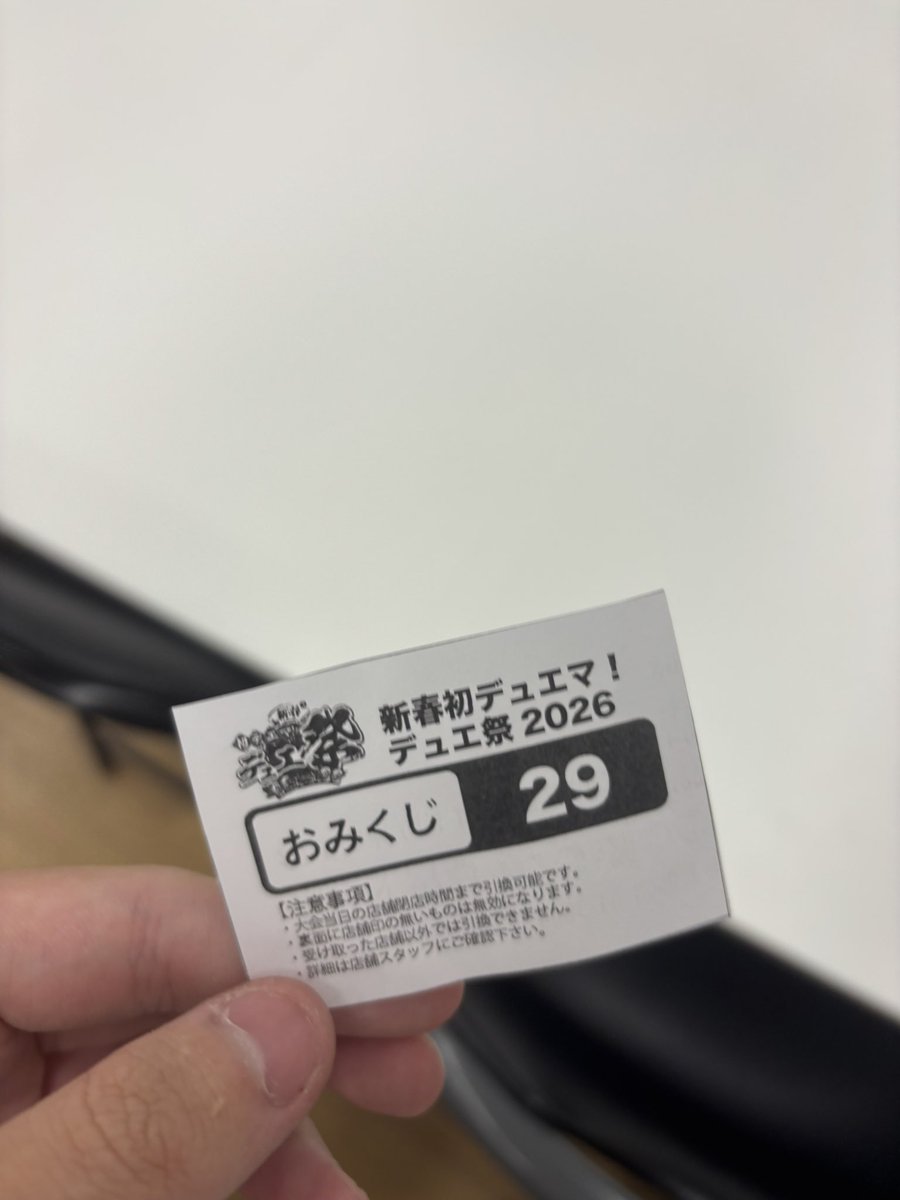 デュエ祭
新春初デュエマ！
デュエ祭 2026
おみくじ
29
【注意事項】
・大会当日の店舗閉店時間まで引換可能です。
・裏面に店舗印の無いものは無効になります。
・受け取った店舗以外では引換できません。
・詳細は店舗スタッフにご確認下さい。